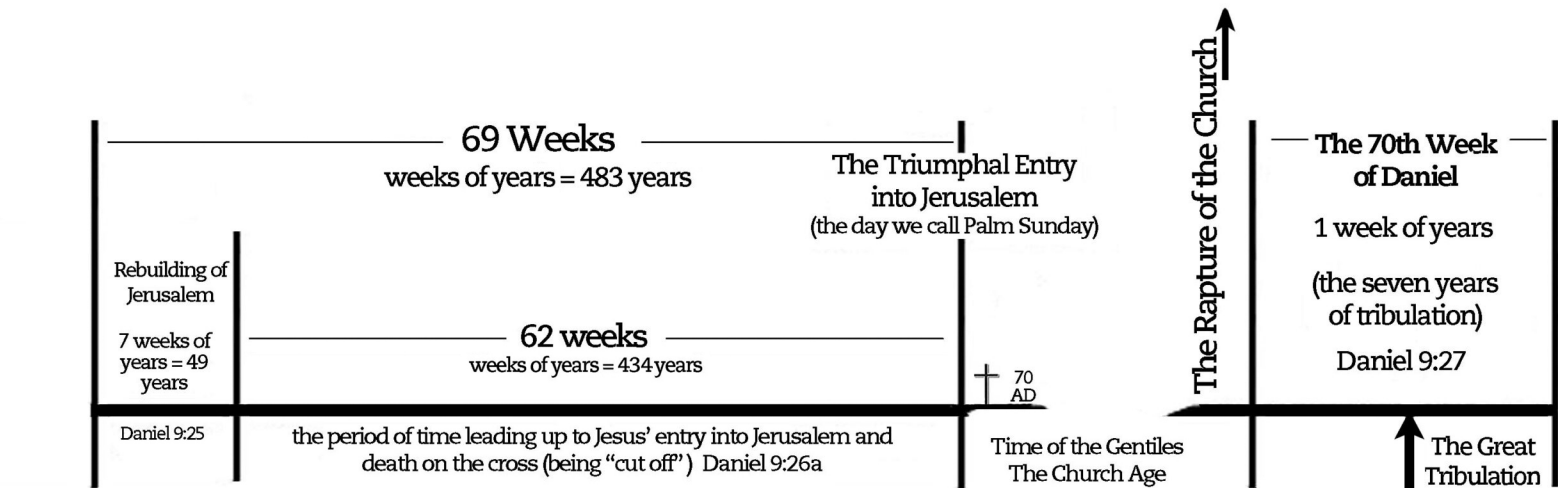 69 Weeks
weeks of years = 483 years
Rebuilding of
Jerusalem
7 weeks of
years = 49
years
62 weeks
weeks of years = 434 years
The Triumphal Entry
into Jerusalem
(the day we call Palm Sunday)
70
AD
The Rapture of the Church
The 70th Week
of Daniel
1 week of years
(the seven years
of tribulation)
Daniel 9:27
Daniel 9:25
the period of time leading up to Jesus’ entry into Jerusalem and
death on the cross (being “cut off”) Daniel 9:26a
Time of the Gentiles
The Church Age
The Great
Tribulation